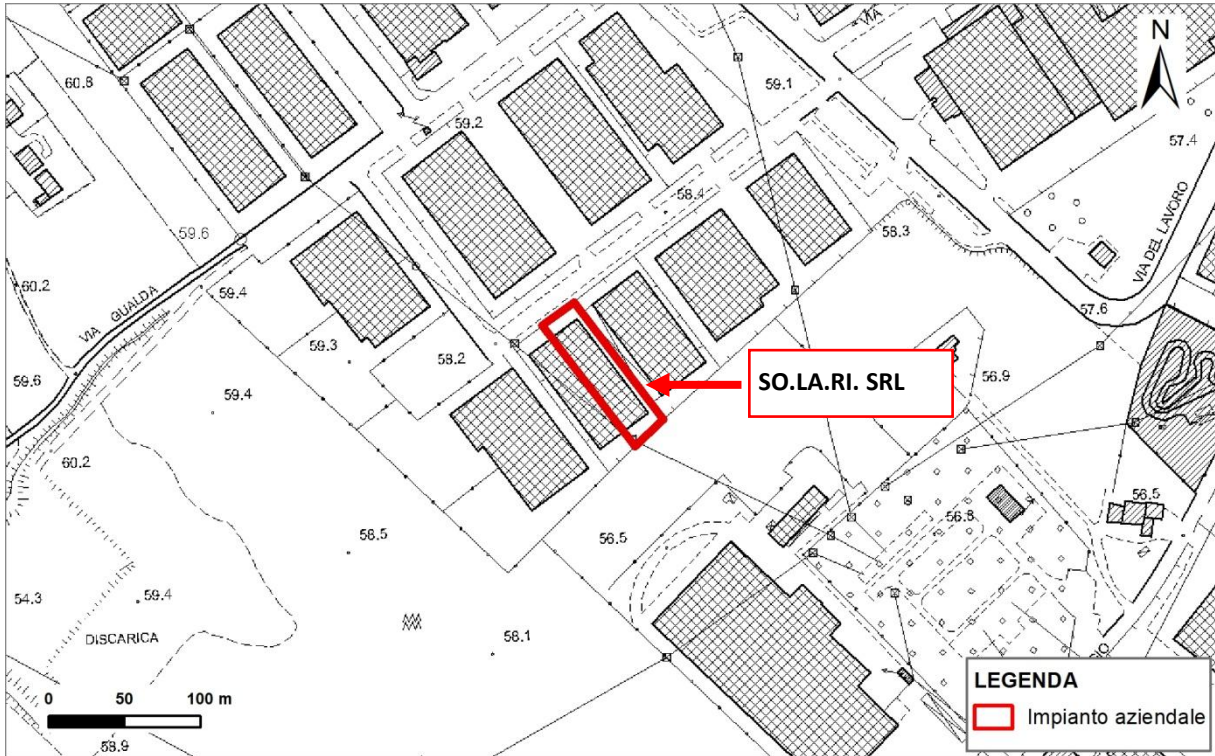 N
VIA
60.8
59.1
59.2
57.4
58.4
59.6
58.3
VIA DEL LAVORO
60.2
59.4
VIA GUALDA
57.6
59.3
58.2
59.6
SO.LA.RI. SRL
56.9
59.4
60.2
56.5
58.5
56.5
56.8
54.3
59.4
DISCARICA
58.1
0 50 100 m
58.9
LEGENDA
Impianto aziendale